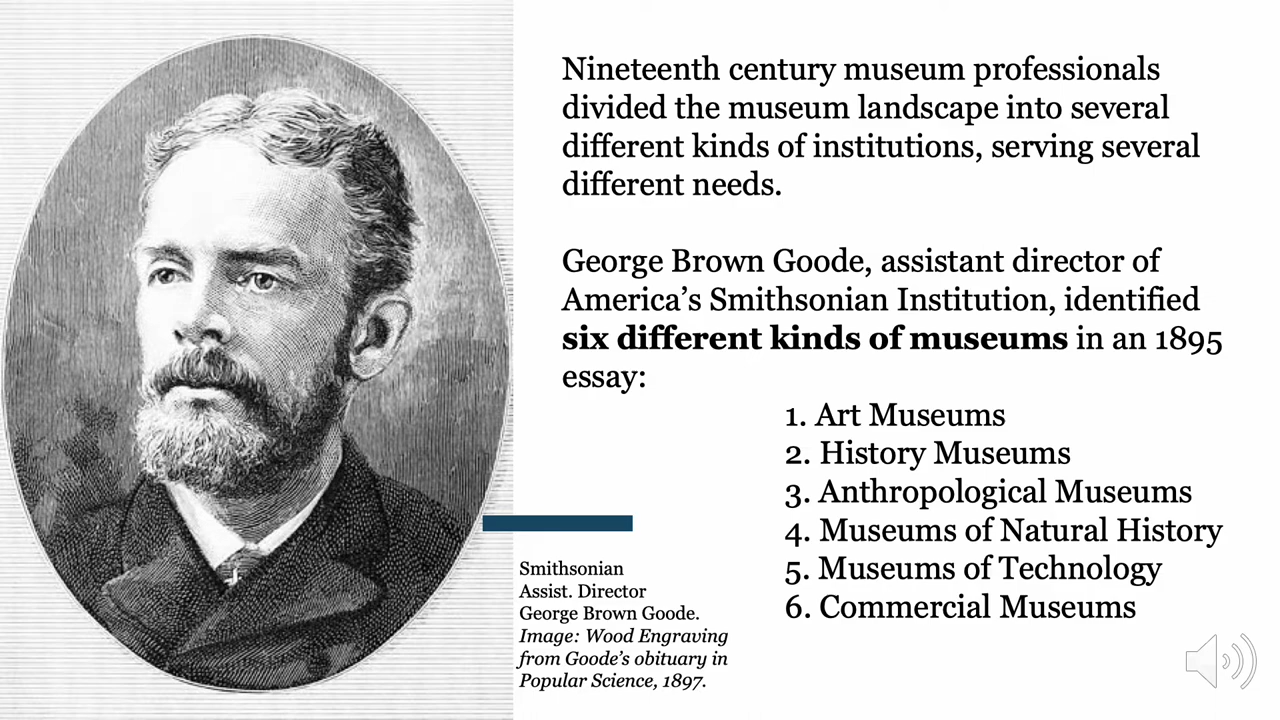 Nineteenth century museum professionals
divided the museum landscape into several
different kinds of institutions, serving several
different needs.
George Brown Goode, assistant director of
America’s Smithsonian Institution, identified
six different kinds of museums in an 1895
essay:
1. Art Museums
2. History Museums
3. Anthropological Museums
4. Museums of Natural History
5. Museums of Technology
6. Commercial Museums
Smithsonian
Assist. Director
George Brown Goode.
Image: Wood Engraving
from Goode’s obituary in
Popular Science, 1897.